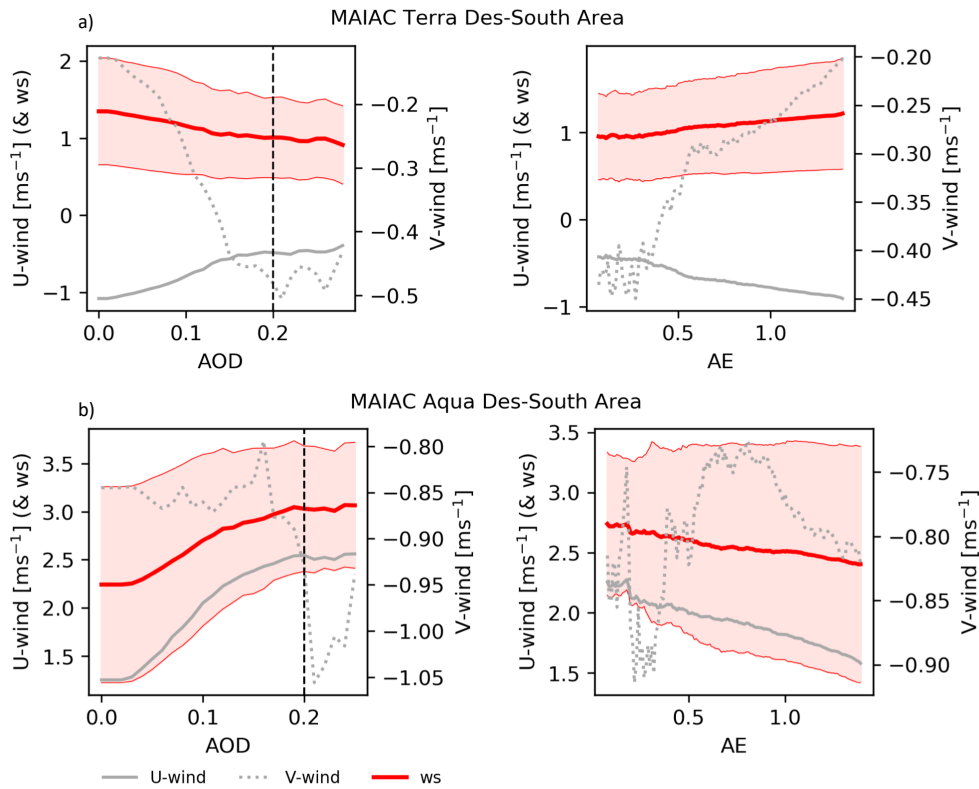 a)
MAIAC Terra Des-South Area
U-wind [ms⁻¹] (& ws)
2
1
0
−1
−0.2
−0.3
−0.4
−0.5
V-wind [ms⁻¹]
0.0 0.1 0.2
AOD
U-wind [ms⁻¹] (& ws)
1
0
−1
−0.20
−0.25
−0.30
−0.35
−0.40
−0.45
V-wind [ms⁻¹]
0.5 1.0
AE
b)
MAIAC Aqua Des-South Area
U-wind [ms⁻¹] (& ws)
3.5
3.0
2.5
2.0
1.5
−0.80
−0.85
−0.90
−0.95
−1.00
−1.05
V-wind [ms⁻¹]
0.0 0.1 0.2
AOD
U-wind [ms⁻¹] (& ws)
3.5
3.0
2.5
2.0
1.5
−0.75
−0.80
−0.85
−0.90
V-wind [ms⁻¹]
0.5 1.0
AE
U-wind V-wind ws